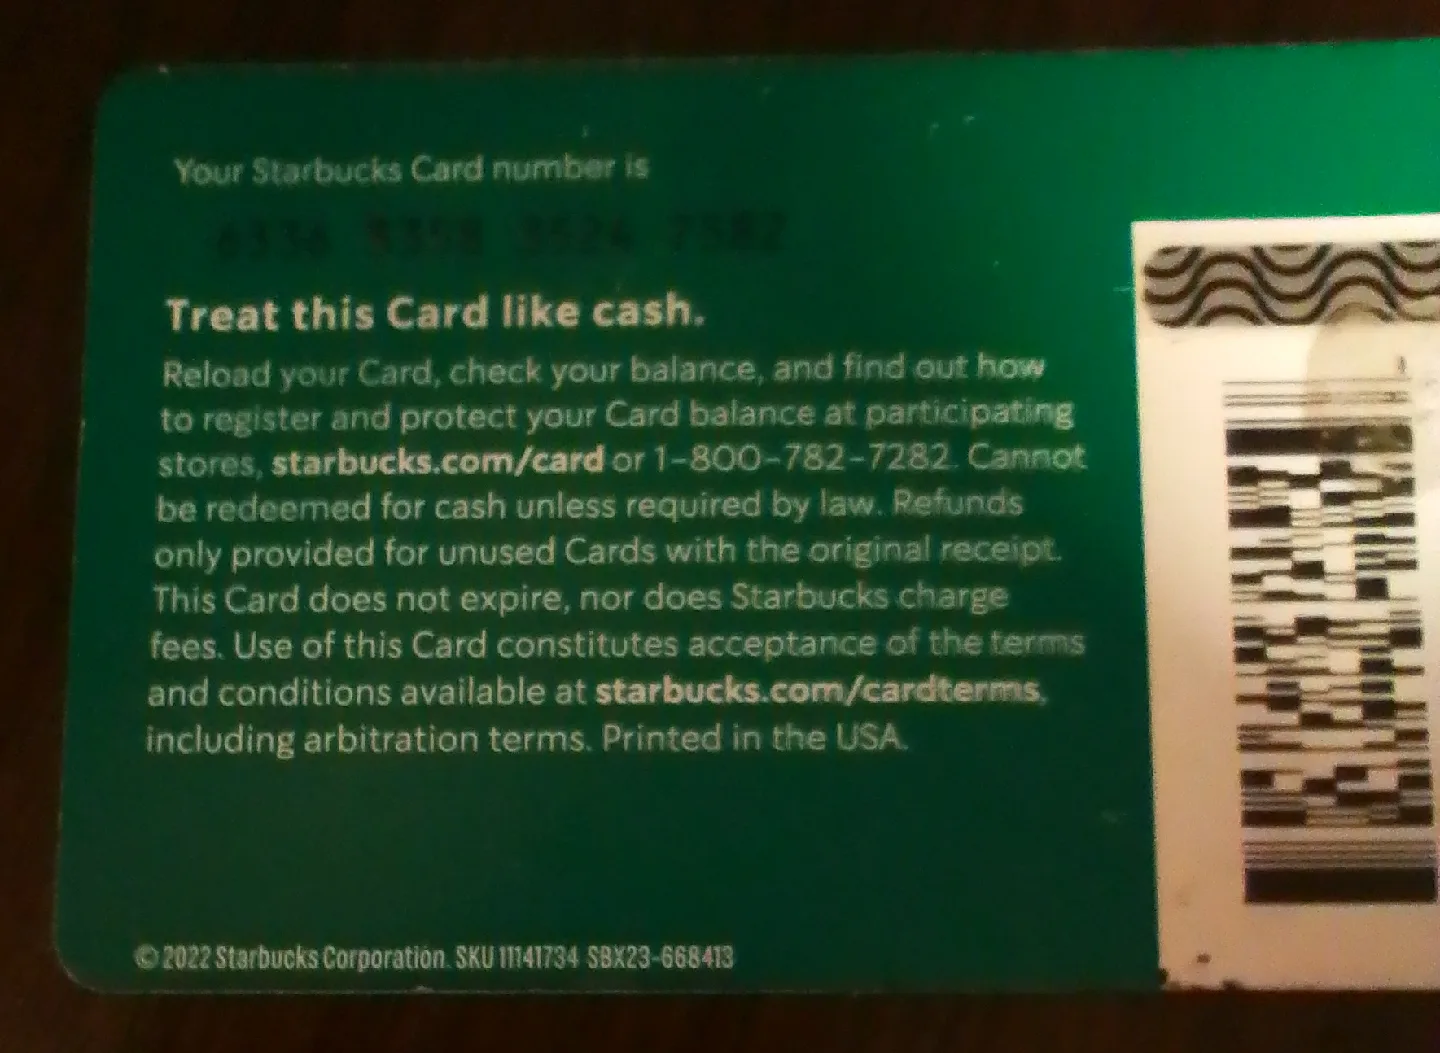 Your Starbucks Card number is
Treat this Card like cash.
Reload your Card, check your balance, and find out how
to register and protect your Card balance at participating
stores, starbucks.com/card or 1-800-782-7282. Cannot
be redeemed for cash unless required by law. Refunds
only provided for unused Cards with the original receipt.
This Card does not expire, nor does Starbucks charge
fees. Use of this Card constitutes acceptance of the terms
and conditions available at starbucks.com/cardterms,
including arbitration terms. Printed in the USA.
© 2022 Starbucks Corporation. SKU 11141734 SBX23-668413